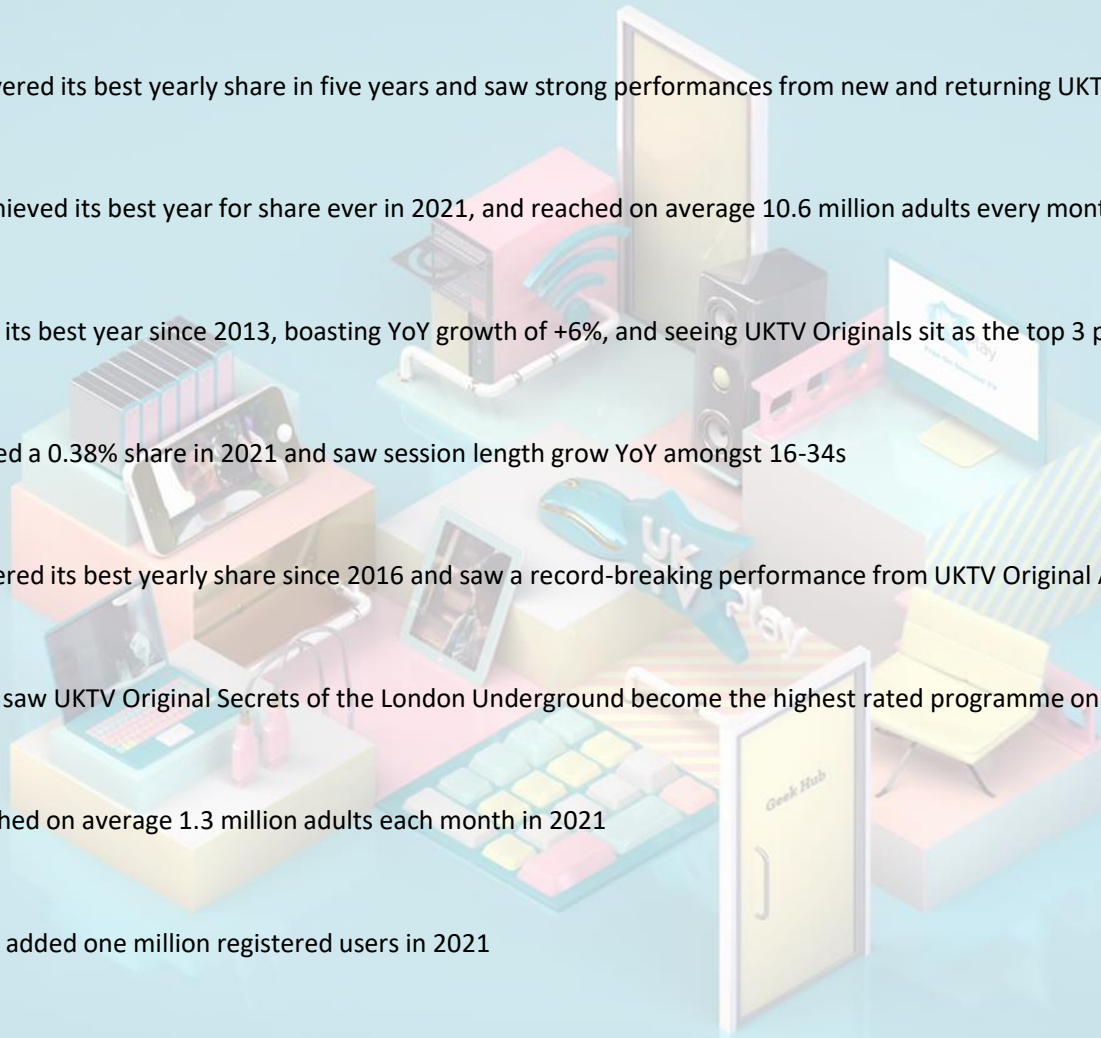 vered its best yearly share in five years and saw strong performances from new and returning UKT
hieved its best year for share ever in 2021, and reached on average 10.6 million adults every mont
its best year since 2013, boasting YoY growth of +6%, and seeing UKTV Originals sit as the top 3 p
ed a 0.38% share in 2021 and saw session length grow YoY amongst 16-34s
ered its best yearly share since 2016 and saw a record-breaking performance from UKTV Original A
saw UKTV Original Secrets of the London Underground become the highest rated programme on
hed on average 1.3 million adults each month in 2021
added one million registered users in 2021
UK
TV
Play
Geek Hub